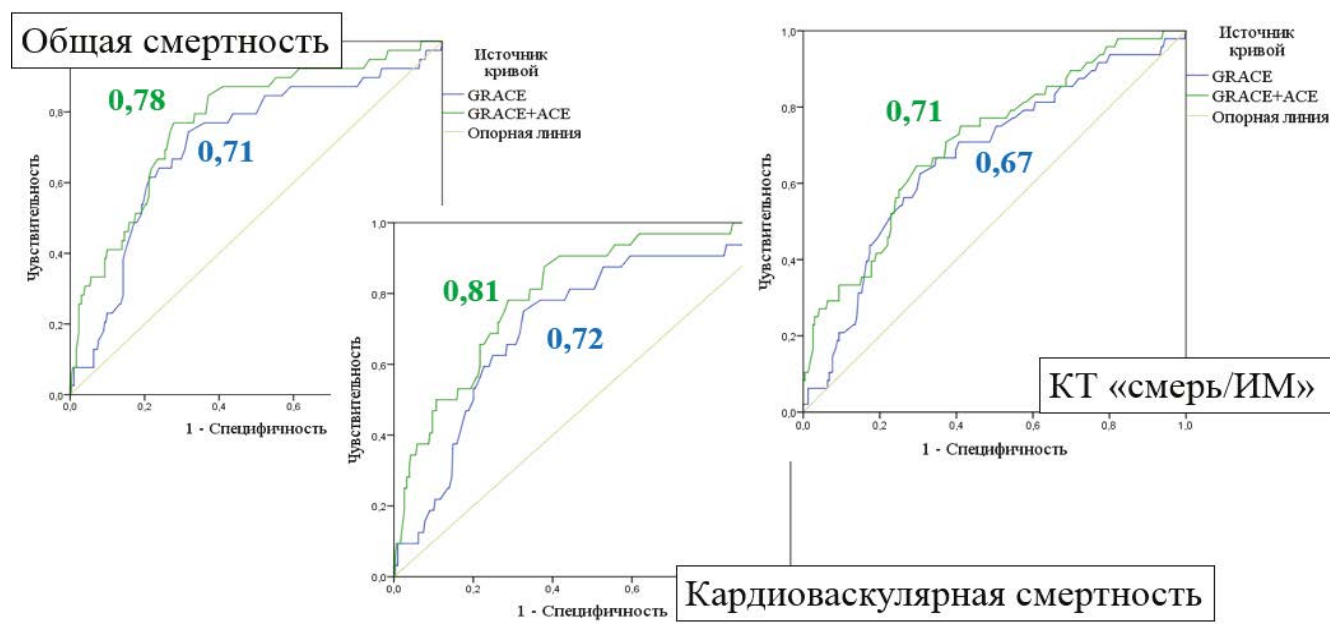 Общая смертность
Источник
кривой
GRACE
GRACE+ACE
Опорная линия
0,78
0,71
Чувствительность
0,8
0,6
0,4
0,2
0,0
0,0
0,2
0,4
0,6
1 - Специфичность
0,81
0,72
Чувствительность
1,0
0,8
0,6
0,4
0,2
0,0
0,0
0,2
0,4
0,6
1 - Специфичность
Кардиоваскулярная смертность
Источник
кривой
GRACE
GRACE+ACE
Опорная линия
0,71
0,67
Чувствительность
1,0
0,8
0,6
0,4
0,2
0,0
0,0
0,2
0,4
0,6
0,8
1,0
1 - Специфичность
КТ «смерь/ИМ»